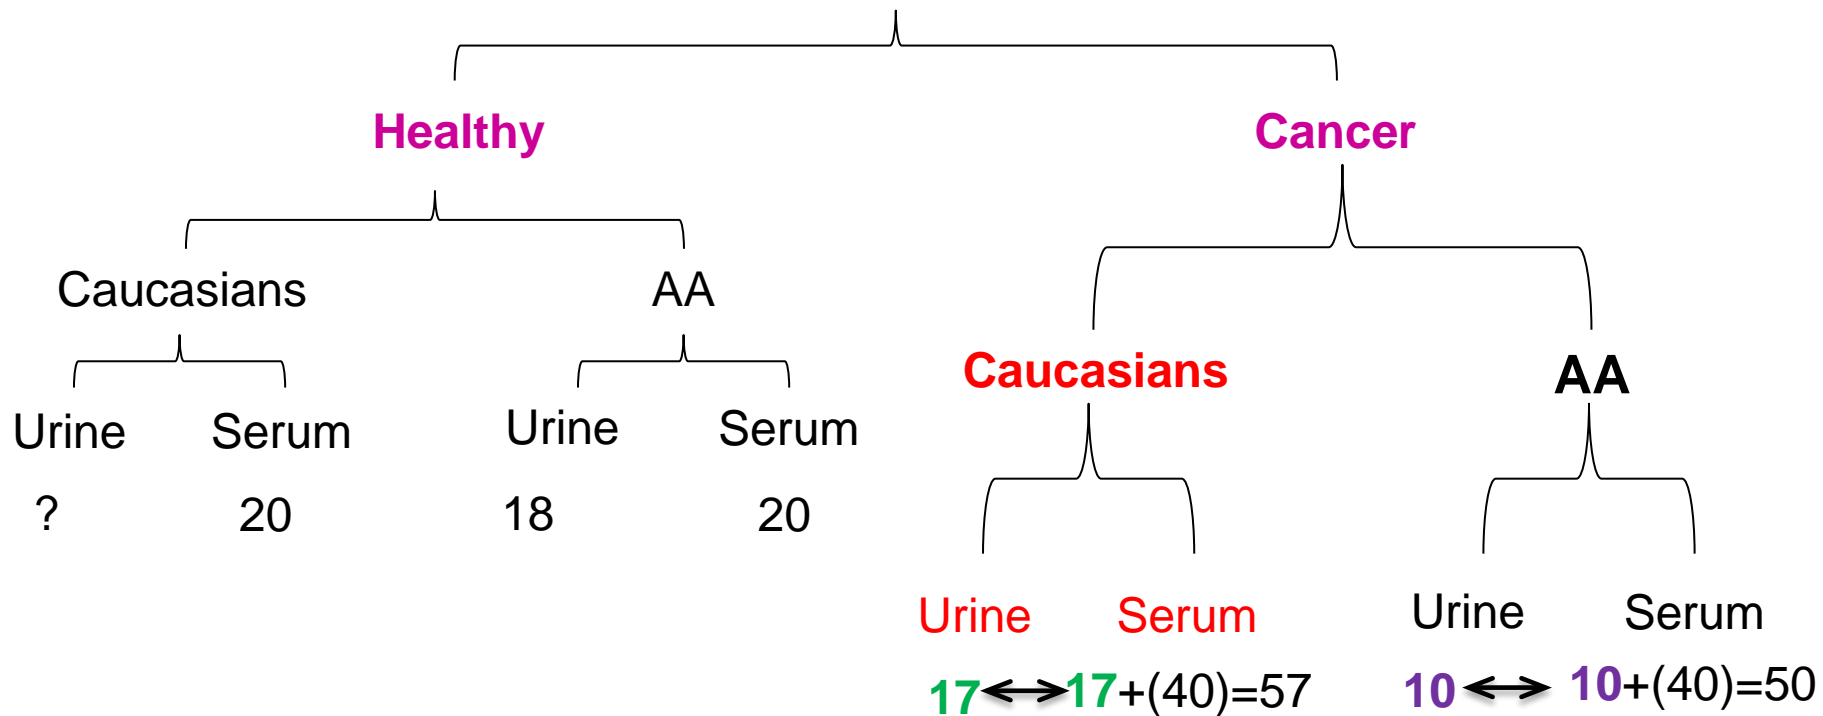 Healthy Cancer
Caucasians AA
Caucasians AA
Urine Serum Urine Serum
? 20 18 20
Urine Serum Urine Serum
17 17+(40)=57 10 10+(40)=50